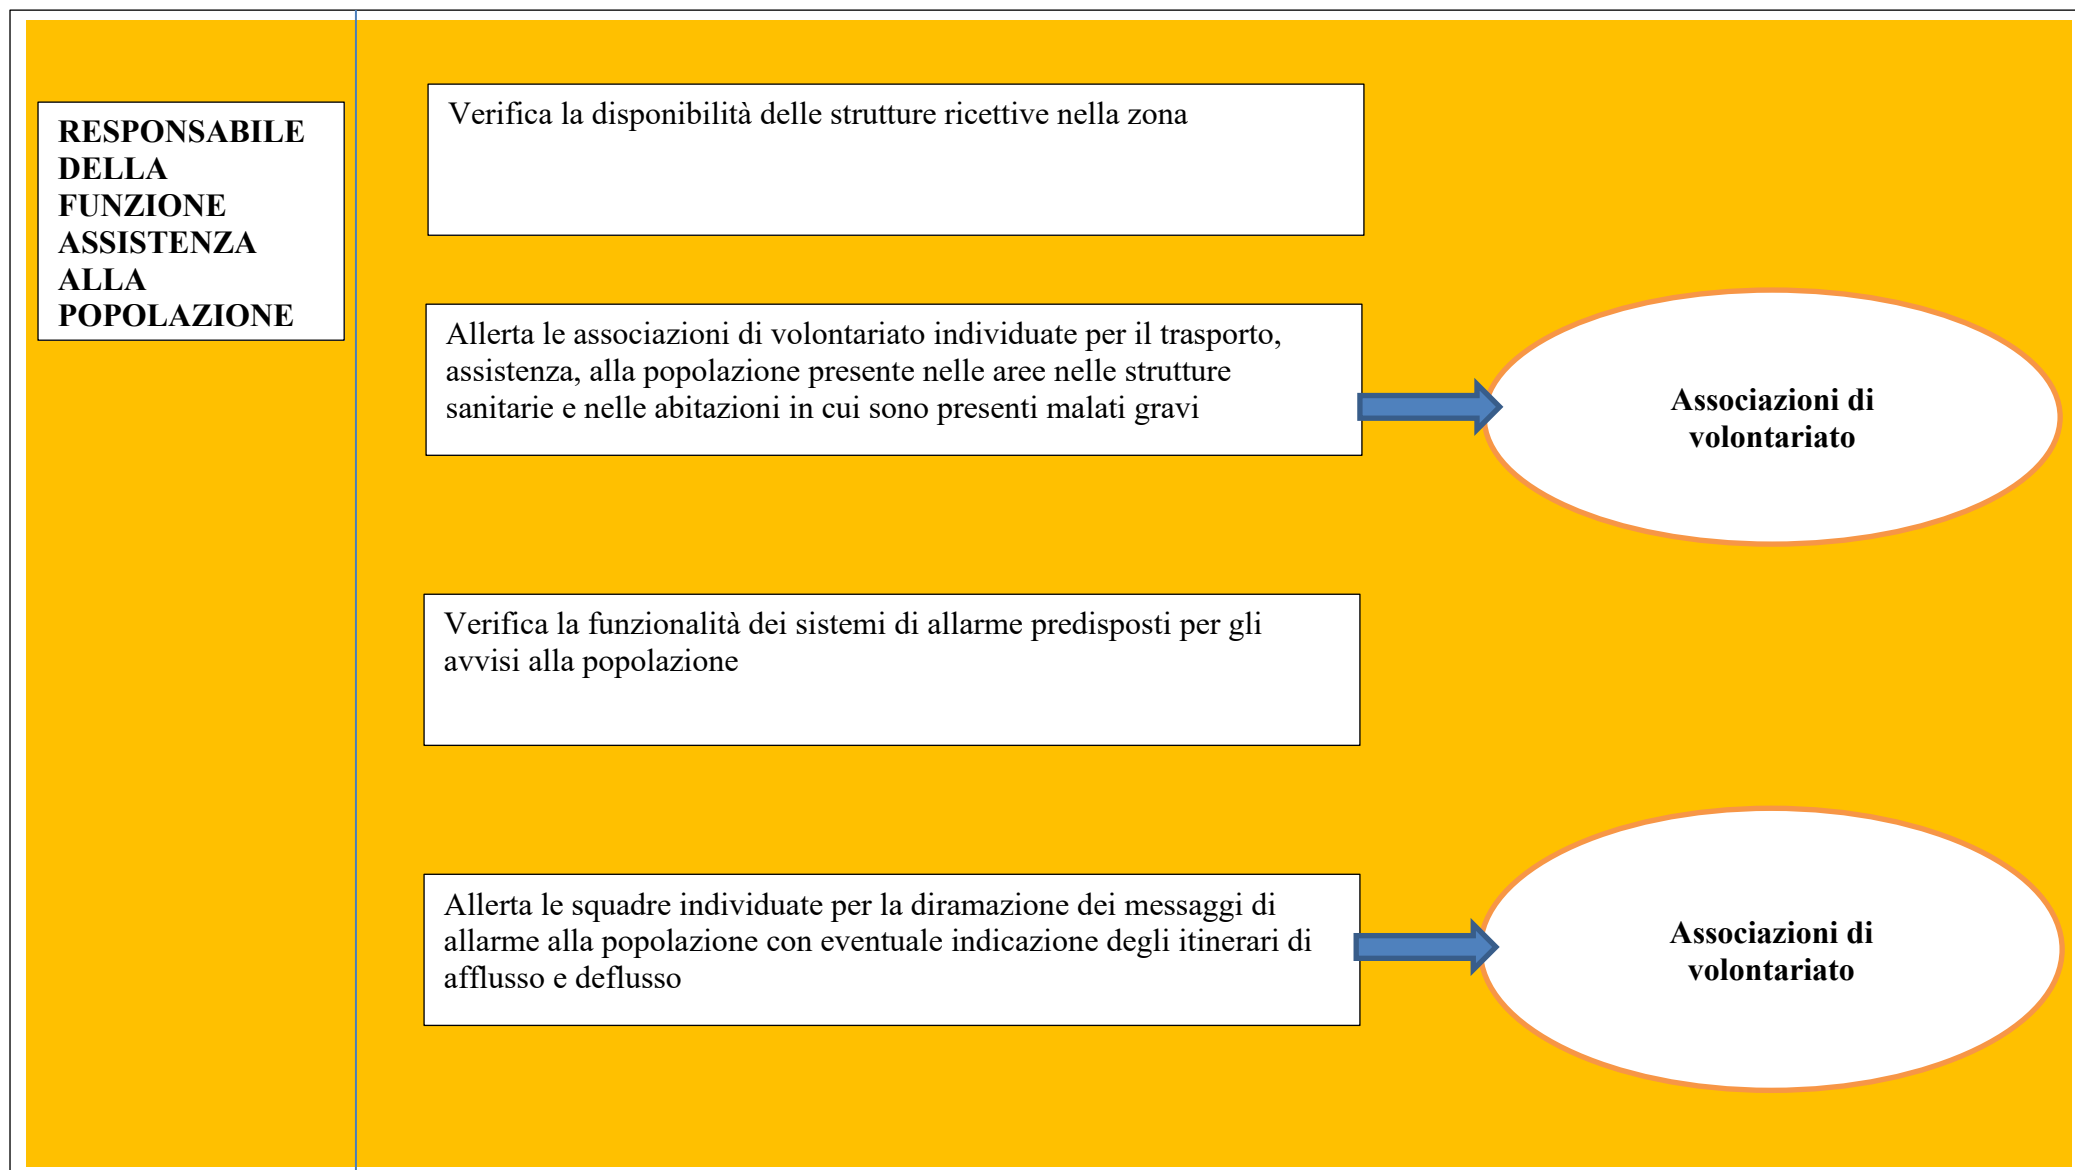 RESPONSABILE
DELLA
FUNZIONE
ASSISTENZA
ALLA
POPOLAZIONE
Verifica la disponibilità delle strutture ricettive nella zona
Allerta le associazioni di volontariato individuate per il trasporto,
assistenza, alla popolazione presente nelle aree nelle strutture
sanitarie e nelle abitazioni in cui sono presenti malati gravi
Associazioni di
volontariato
Verifica la funzionalità dei sistemi di allarme predisposti per gli
avvisi alla popolazione
Allerta le squadre individuate per la diramazione dei messaggi di
allarme alla popolazione con eventuale indicazione degli itinerari di
afflusso e deflusso
Associazioni di
volontariato